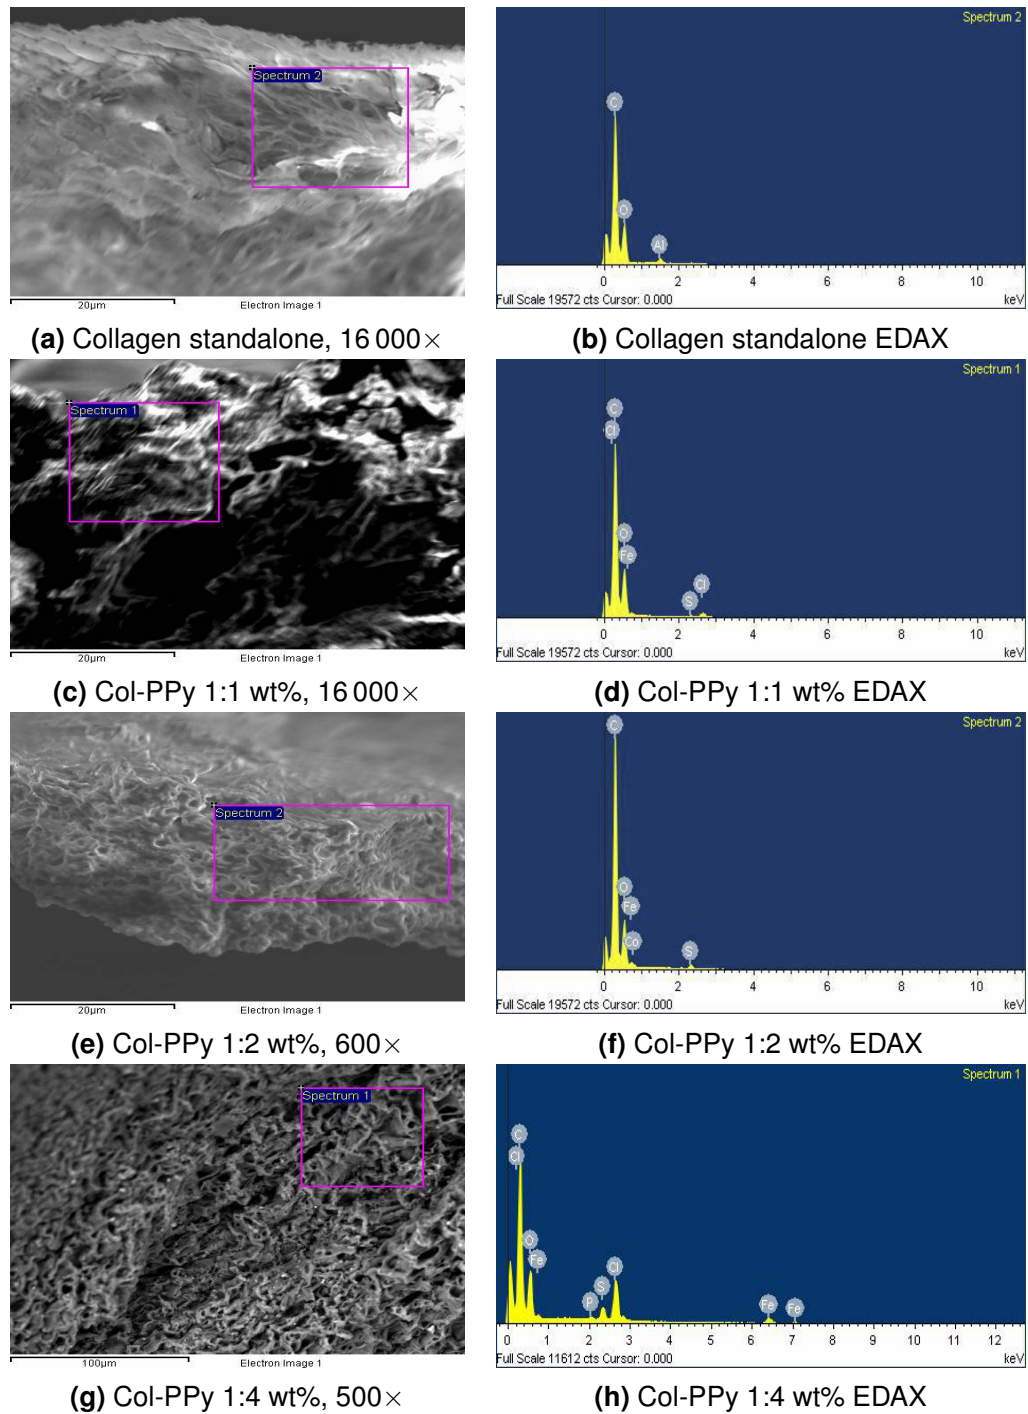 Spectrum 2
20µm
Electron Image 1
Spectrum 2
C
O
Al
0 2 4 6 8 10
Full Scale 19572 cts Cursor: 0.000
keV
(a) Collagen standalone, 16 000×
(b) Collagen standalone EDAX
Spectrum 1
20µm
Electron Image 1
Spectrum 1
C
Cl
O
Fe
Cl
S
0 2 4 6 8 10
Full Scale 19572 cts Cursor: 0.000
keV
(c) Col-PPy 1:1 wt%, 16 000×
(d) Col-PPy 1:1 wt% EDAX
Spectrum 2
20µm
Electron Image 1
Spectrum 2
C
O
Fe
Co
S
0 2 4 6 8 10
Full Scale 19572 cts Cursor: 0.000
keV
(e) Col-PPy 1:2 wt%, 600×
(f) Col-PPy 1:2 wt% EDAX
Spectrum 1
100µm
Electron Image 1
Spectrum 1
C
Cl
O
Fe
P
S
Cl
Fe
Fe
0 1 2 3 4 5 6 7 8 9 10 11 12
Full Scale 11612 cts Cursor: 0.000
keV
(g) Col-PPy 1:4 wt%, 500×
(h) Col-PPy 1:4 wt% EDAX